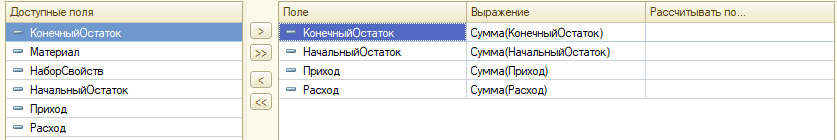 Доступные поля
КонечныйОстаток
Материал
НаборСвойств
НачальныйОстаток
Приход
Расход
>
>>
<
<<
Поле Выражение Рассчитывать по...
КонечныйОстаток Сумма(КонечныйОстаток)
НачальныйОстаток Сумма(НачальныйОстаток)
Приход Сумма(Приход)
Расход Сумма(Расход)